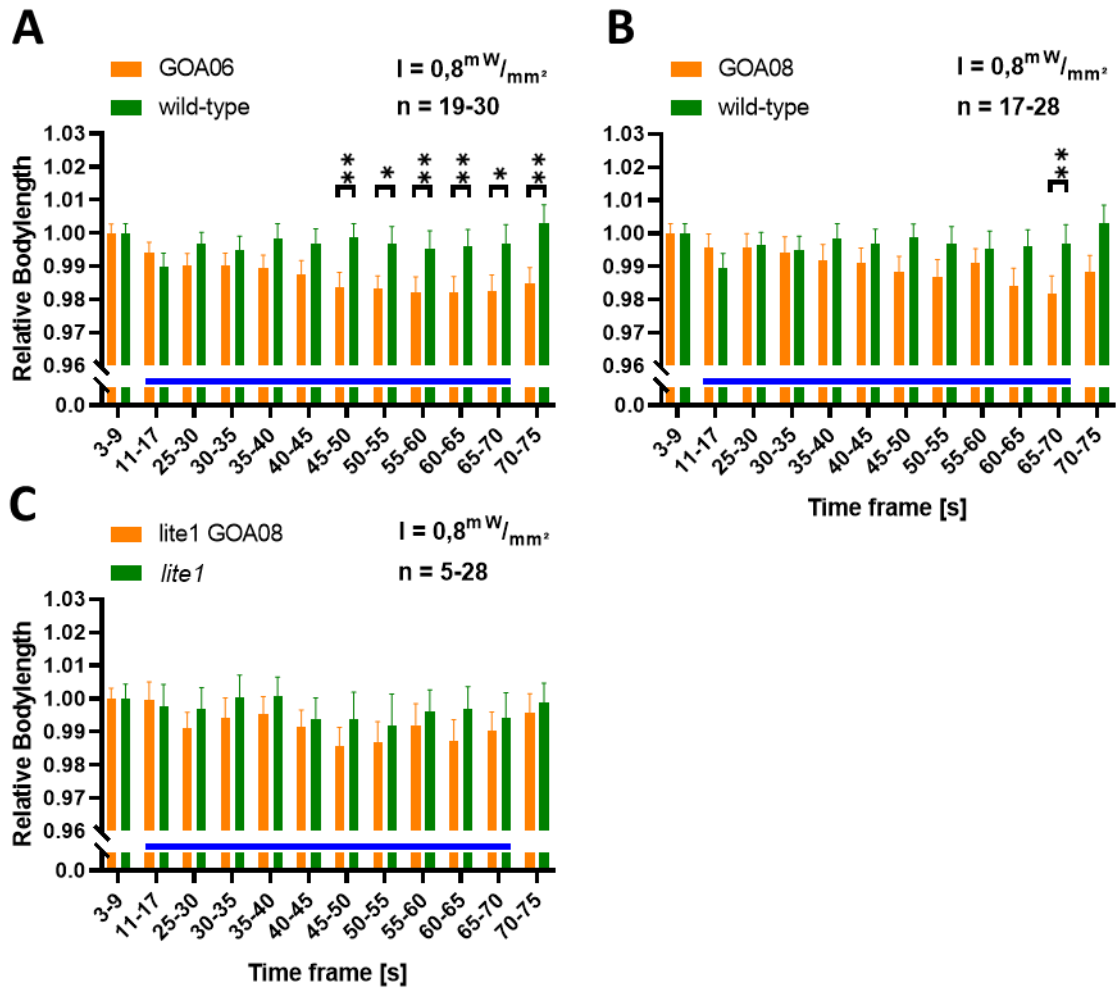 A
GOA06
wild-type
I = 0,8mW/mm²
n = 19-30
Relative Bodylength
1.03
1.02
1.01
1.00
0.99
0.98
0.97
0.96
0.0
** * ** ** * **
3-9 11-17 25-30 30-35 35-40 40-45 45-50 50-55 55-60 60-65 65-70 70-75
B
GOA08
wild-type
I = 0,8mW/mm²
n = 17-28
Relative Bodylength
1.03
1.02
1.01
1.00
0.99
0.98
0.97
0.96
0.0
**
3-9 11-17 25-30 30-35 35-40 40-45 45-50 50-55 55-60 60-65 65-70 70-75
Time frame [s]
C
lite1 GOA08
lite1
I = 0,8mW/mm²
n = 5-28
Relative Bodylength
1.03
1.02
1.01
1.00
0.99
0.98
0.97
0.96
0.0
3-9 11-17 25-30 30-35 35-40 40-45 45-50 50-55 55-60 60-65 65-70 70-75
Time frame [s]